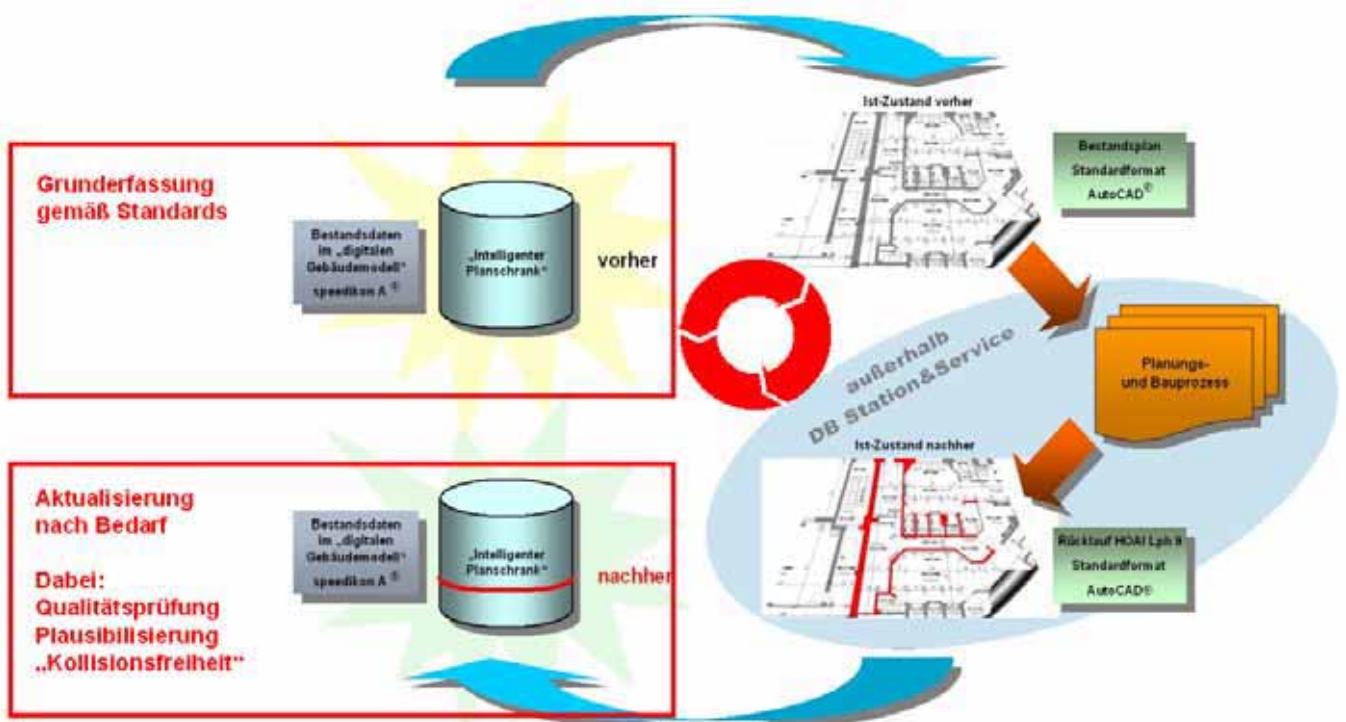 Ist-Zustand vorher
Bestandsplan
Standardformat
AutoCAD®
Grunderfassung
gemäß Standards
Bestandsdaten
im „digitalen
Gebäudemodell“
speedikon A ®
„Intelligenter
Planschrank“
vorher
außerhalb
DB Station&Service
Planungs-
und Bauprozess
Ist-Zustand nachher
Aktualisierung
nach Bedarf
Dabei:
Qualitätsprüfung
Plausibilisierung
„Kollisionsfreiheit“
Bestandsdaten
im „digitalen
Gebäudemodell“
speedikon A ®
„Intelligenter
Planschrank“
nachher
Rücklauf HOAI Lph 9
Standardformat
AutoCAD®